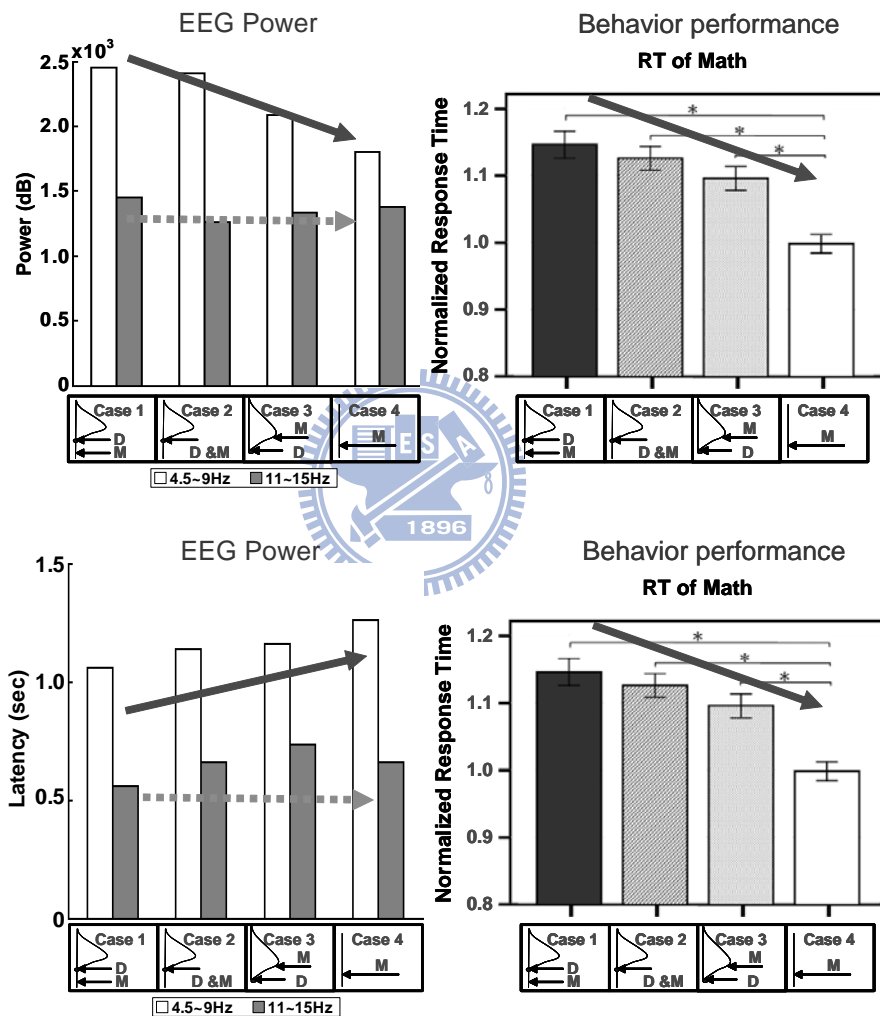 EEG Power
×10³
2.5
2.0
1.5
1.0
0.5
0
Power (dB)
Case 1
D
M
Case 2
D &M
Case 3
M
D
Case 4
M
4.5~9Hz 11~15Hz
Behavior performance
RT of Math
1.2
1.1
1.0
0.9
0.8
Normalized Response Time
*
*
*
Case 1
D
M
Case 2
D &M
Case 3
M
D
Case 4
M
E S A
1896
EEG Power
1.5
1.0
0.5
0
Latency (sec)
Case 1
D
M
Case 2
D &M
Case 3
M
D
Case 4
M
4.5~9Hz 11~15Hz
Behavior performance
RT of Math
1.2
1.1
1.0
0.9
0.8
Normalized Response Time
*
*
*
Case 1
D
M
Case 2
D &M
Case 3
M
D
Case 4
M